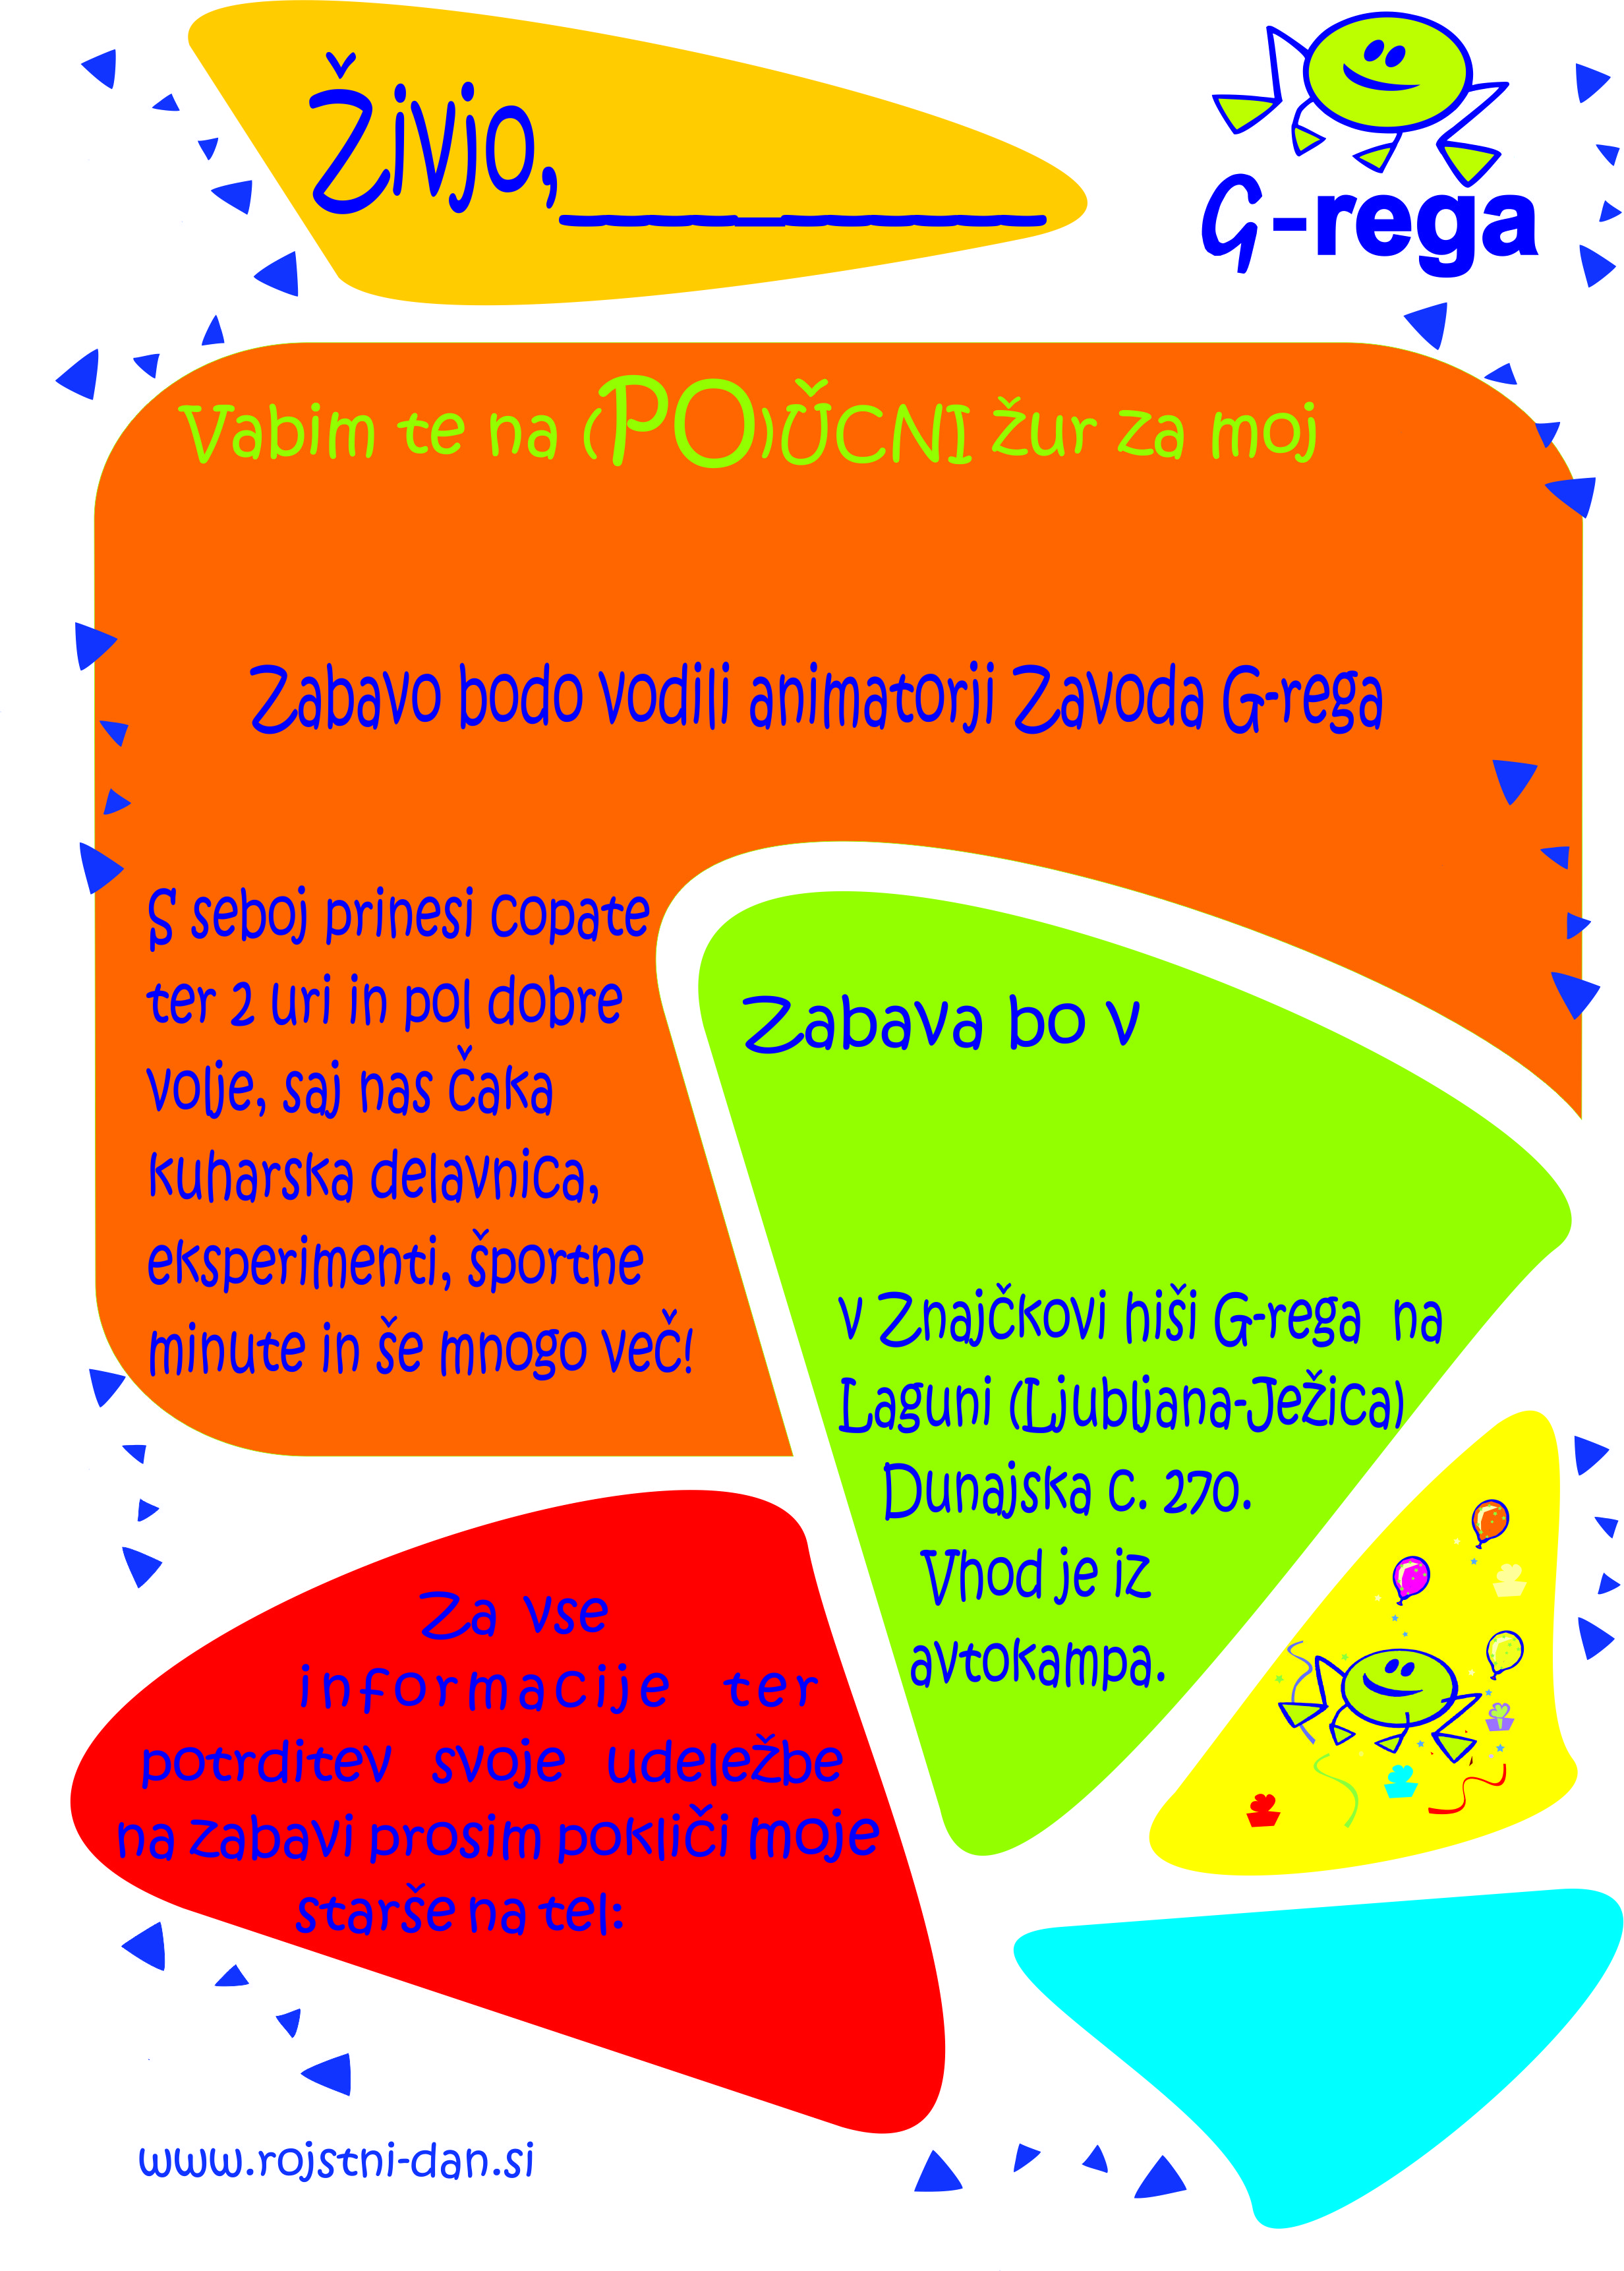 Živjo,_______________
G-rega
Vabim te na (PO)UČNI žur za moj
Zabavo bodo vodili animatorji Zavoda G-rega
S seboj prinesi copate
ter 2 uri in pol dobre
volje, saj nas čaka
kuharska delavnica,
eksperimenti, športne
minute in še mnogo več!
Zabava bo v
v Znajčkovi hiši G-rega na
Laguni (Ljubljana-Ježica)
Dunajska c. 270.
Vhod je iz
avtokampa.
Za vse
informacije ter
potrditev svoje udeležbe
na zabavi prosim pokliči moje
starše na tel:
www.rojstni-dan.si